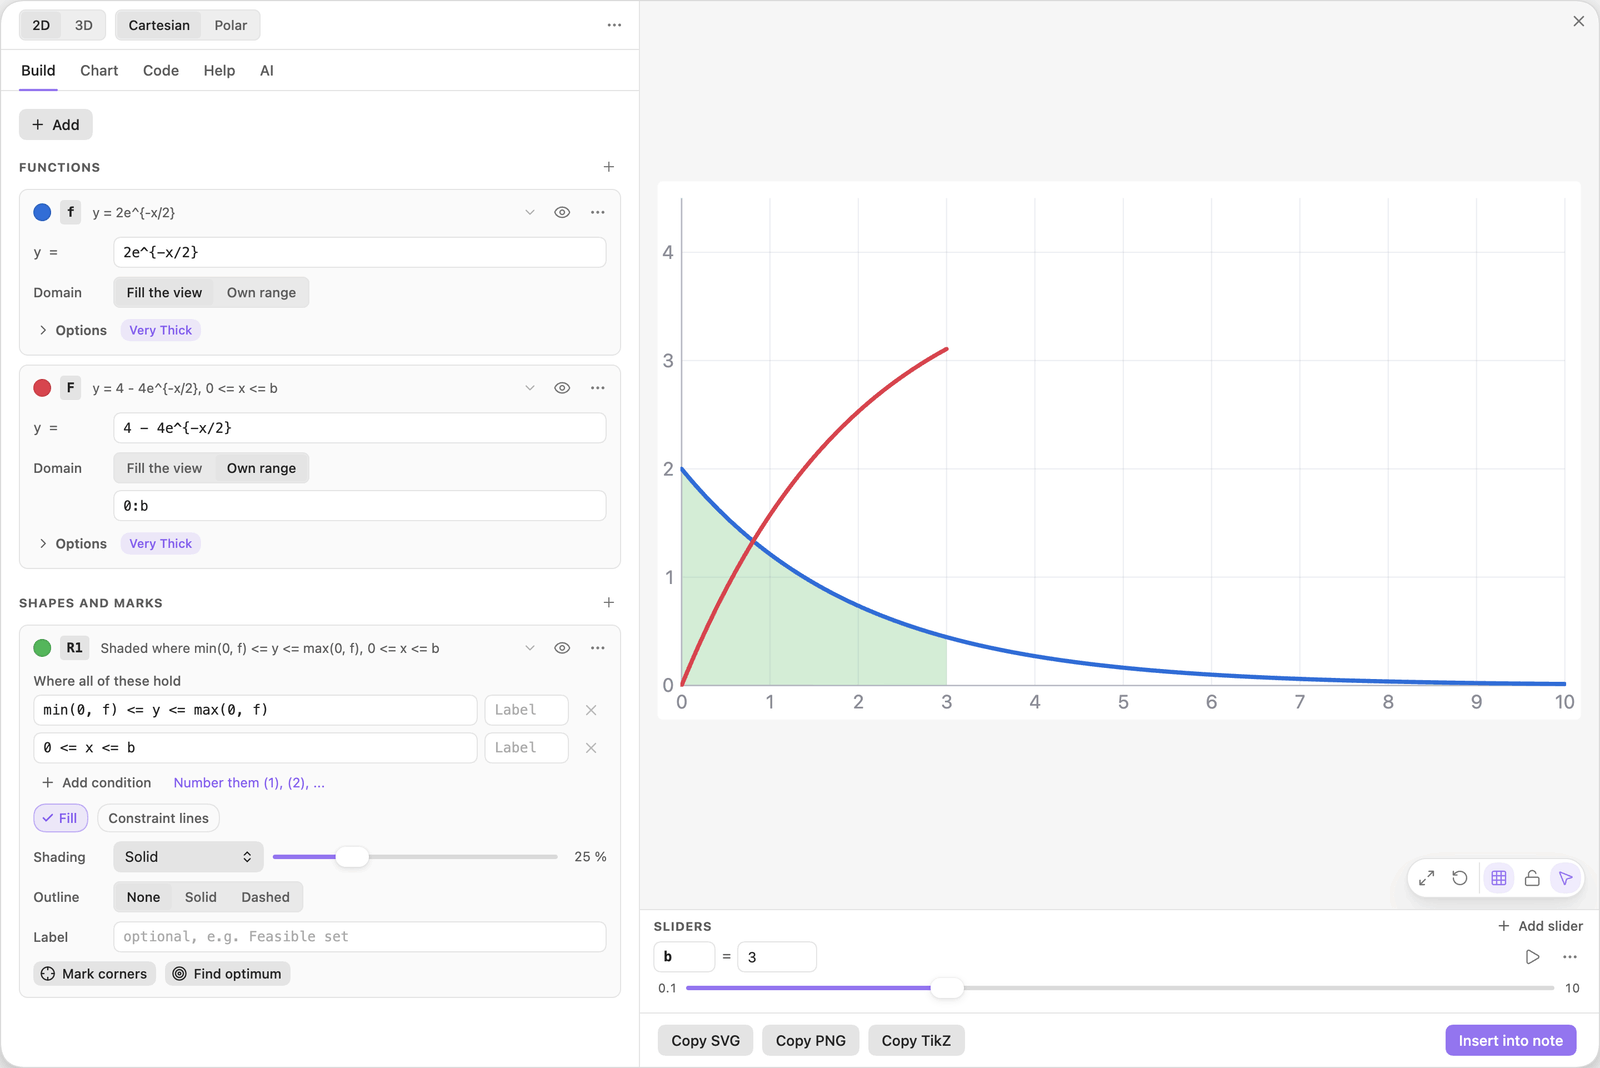 2D 3D Cartesian Polar
Build Chart Code Help AI
+ Add
FUNCTIONS
f y = 2e^{-x/2}
y = 2e^{-x/2}
Domain Fill the view Own range
Options Very Thick
F y = 4 - 4e^{-x/2}, 0 <= x <= b
y = 4 - 4e^{-x/2}
Domain Fill the view Own range
0:b
Options Very Thick
SHAPES AND MARKS
R1 Shaded where min(0, f) <= y <= max(0, f), 0 <= x <= b
Where all of these hold
min(0, f) <= y <= max(0, f) Label
0 <= x <= b Label
+ Add condition Number them (1), (2), ...
Fill Constraint lines
Shading Solid 25 %
Outline None Solid Dashed
Label optional, e.g. Feasible set
Mark corners Find optimum
4
3
2
1
0
0 1 2 3 4 5 6 7 8 9 10
SLIDERS + Add slider
b = 3
0.1 10
Copy SVG Copy PNG Copy TikZ Insert into note